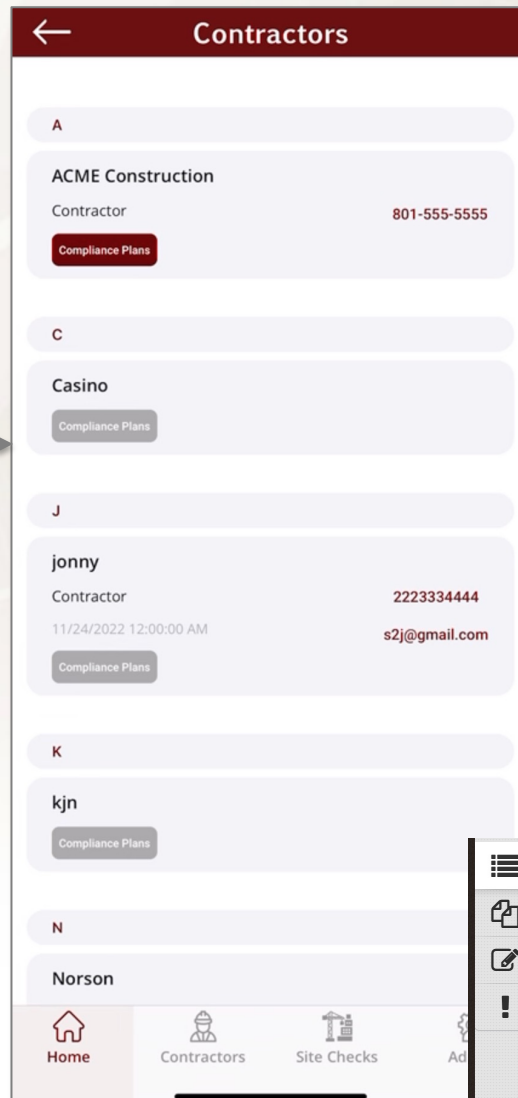 Contractors
A
ACME Construction
Contractor
801-555-5555
Compliance Plans
C
Casino
Compliance Plans
J
jonny
Contractor
2223334444
11/24/2022 12:00:00 AM
s2j@gmail.com
Compliance Plans
K
kjn
Compliance Plans
N
Norson
Home
Contractors
Site Checks